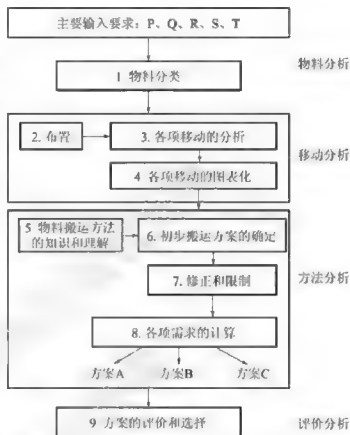 主要输入要求：P、Q、R、S、T
1 物料分类
物料分析
2. 布置
3. 各项移动的分析
4 各项移动的图表化
移动分析
5 物料搬运方法
的知识和理解
6. 初步搬运方案的确定
7. 修正和限制
方法分析
8. 各项需求的计算
方案A
方案B
方案C
9 方案的评价和选择
评价分析